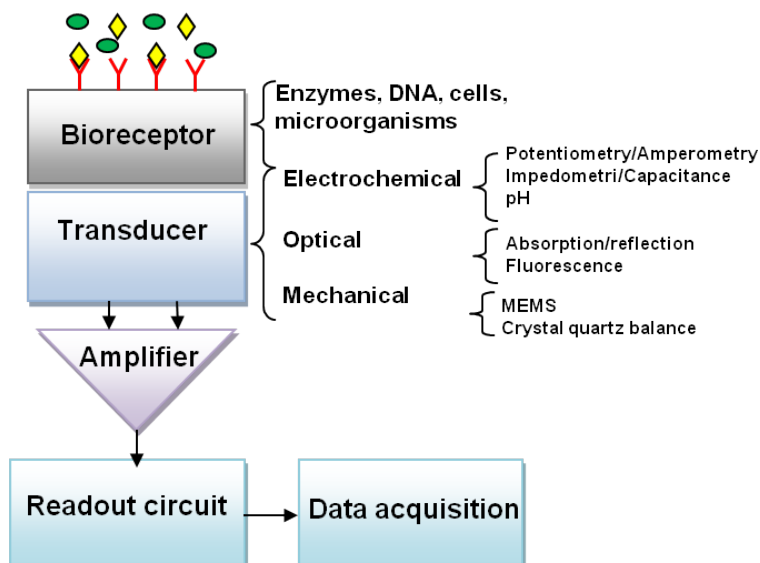 Bioreceptor
Enzymes, DNA, cells,
microorganisms
Transducer
Electrochemical
Potentiometry/Amperometry
Impedometri/Capacitance
pH
Optical
Absorption/reflection
Fluorescence
Mechanical
MEMS
Crystal quartz balance
Amplifier
Readout circuit
Data acquisition